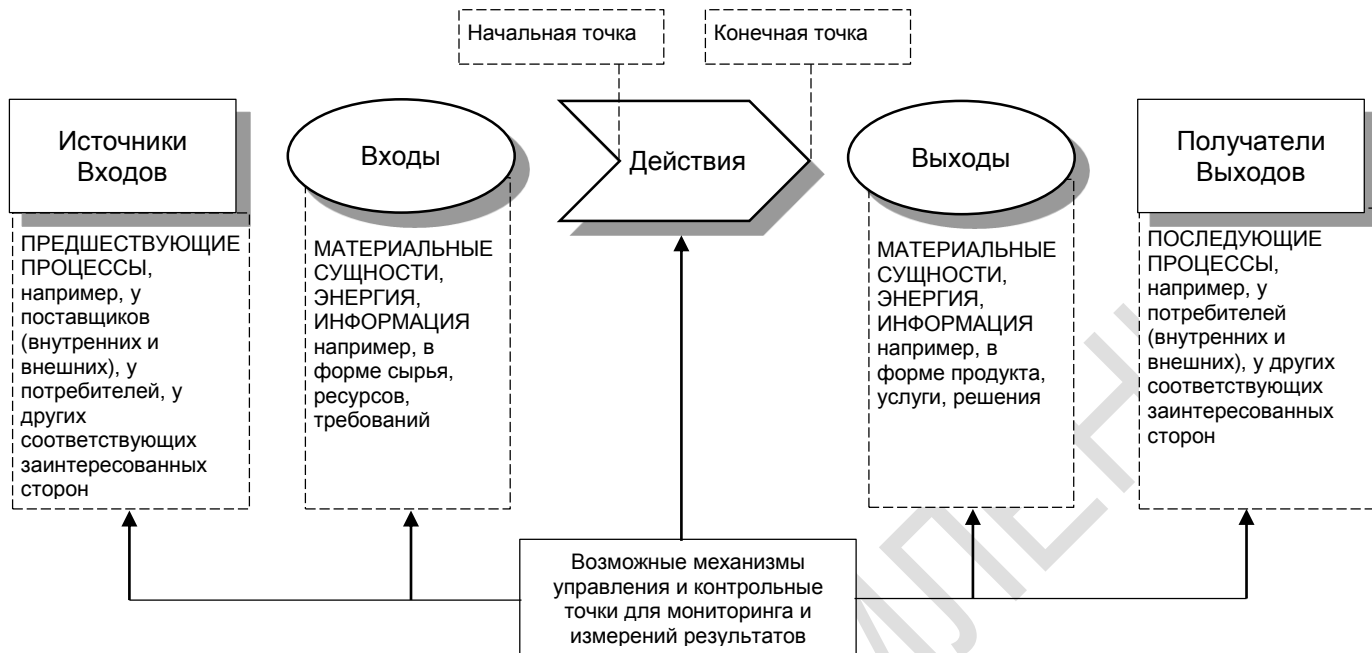 Начальная точка
Конечная точка
Источники
Входов
Входы
Действия
Выходы
Получатели
Выходов
ПРЕДШЕСТВУЮЩИЕ
ПРОЦЕССЫ,
например, у
поставщиков
(внутренних и
внешних), у
потребителей, у
других
соответствующих
заинтересованных
сторон
МАТЕРИАЛЬНЫЕ
СУЩНОСТИ,
ЭНЕРГИЯ,
ИНФОРМАЦИЯ
например, в
форме сырья,
ресурсов,
требований
МАТЕРИАЛЬНЫЕ
СУЩНОСТИ,
ЭНЕРГИЯ,
ИНФОРМАЦИЯ
например, в
форме продукта,
услуги, решения
ПОСЛЕДУЮЩИЕ
ПРОЦЕССЫ,
например, у
потребителей
(внутренних и
внешних), у других
соответствующих
заинтересованных
сторон
Возможные механизмы
управления и контрольные
точки для мониторинга и
измерений результатов